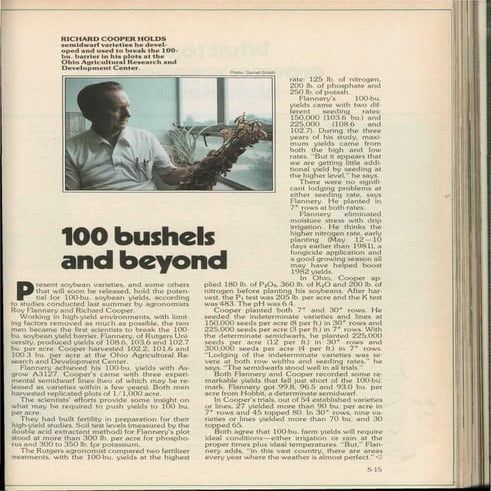 RICHARD COOPER HOLDS
semidwarf varieties he devel-
oped and used to break the 100-
bu. barrier in his plots at the
Ohio Agricultural Research and
Development Center.
Photo: Darrell Smith
100 bushels
and beyond
Present soybean varieties, and some others
that will soon be released, hold the poten-
tial for 100-bu. soybean yields, according
to studies conducted last summer by agronomists
Roy Flannery and Richard Cooper.
Working in high-yield environments, with limit-
ing factors removed as much as possible, the two
men became the first scientists to break the 100-
bu. soybean yield barrier. Flannery, of Rutgers Uni-
versity, produced yields of 108.6, 103.6 and 102.7
bu. per acre. Cooper harvested 102.2, 101.6 and
100.3 bu. per acre at the Ohio Agricultural Re-
search and Development Center.
Flannery achieved his 100-bu. yields with As-
grow A3127. Cooper's came with three experi-
mental semidwarf lines (two of which may be re-
leased as varieties within a few years). Both men
harvested replicated plots of 1/1,000 acre.
The scientists' efforts provide some insight on
what may be required to push yields to 100 bu.
per acre.
They had built fertility in preparation for their
high-yield studies. Soil test levels (measured by the
double acid extractant method) for Flannery's plot
stood at more than 300 lb. per acre for phospho-
rus and 300 to 350 lb. for potassium.
The Rutgers agronomist compared two fertilizer
treatments, with the 100-bu. yields at the highest
rate: 125 lb. of nitrogen,
200 lb. of phosphate and
250 lb. of potash.
Flannery's 100-bu.
yields came with two dif-
ferent seeding rates:
150,000 (103.6 bu.) and
225,000 (108.6 and
102.7). During the three
years of his study, maxi-
mum yields came from
both the high and low
rates. "But it appears that
we are getting little addi-
tional yield by seeding at
the higher level," he says.
There were no signifi-
cant lodging problems at
either seeding rate, says
Flannery. He planted in
7" rows at both rates.
Flannery eliminated
moisture stress with drip
irrigation. He thinks the
higher nitrogen rate, early
planting (May 12—10
days earlier than 1981), a
fungicide application and
a good growing season all
may have helped boost
1982 yields.
In Ohio, Cooper ap-
plied 180 lb. of P₂O₅, 360 lb. of K₂O and 200 lb. of
nitrogen before planting his soybeans. After har-
vest, the P₁ test was 205 lb. per acre and the K test
was 483. The pH was 6.4.
Cooper planted both 7" and 30" rows. He
seeded the indeterminate varieties and lines at
150,000 seeds per acre (8 per ft.) in 30" rows and
225,000 seeds per acre (3 per ft.) in 7" rows. With
the determinate semidwarfs, he planted 225,000
seeds per acre (12 per ft.) in 30" rows and
300,000 seeds per acre (4 per ft.) in 7" rows.
"Lodging of the indeterminate varieties was se-
vere at both row widths and seeding rates," he
says. "The semidwarfs stood well in all trials."
Both Flannery and Cooper recorded some re-
markable yields that fell just short of the 100-bu.
mark. Flannery got 99.8, 96.5 and 93.0 bu. per
acre from Hobbit, a determinate semidwarf.
In Cooper's trials, out of 54 established varieties
or lines, 27 yielded more than 90 bu. per acre in
7" rows and 45 topped 80. In 30" rows, nine va-
rieties or lines yielded more than 70 bu. and 30
topped 65.
Both agree that 100-bu. farm yields will require
ideal conditions—either irrigation or rain at the
proper times plus ideal temperatures. "But," Flan-
nery adds, "in this vast country, there are areas
every year where the weather is almost perfect."
S-15